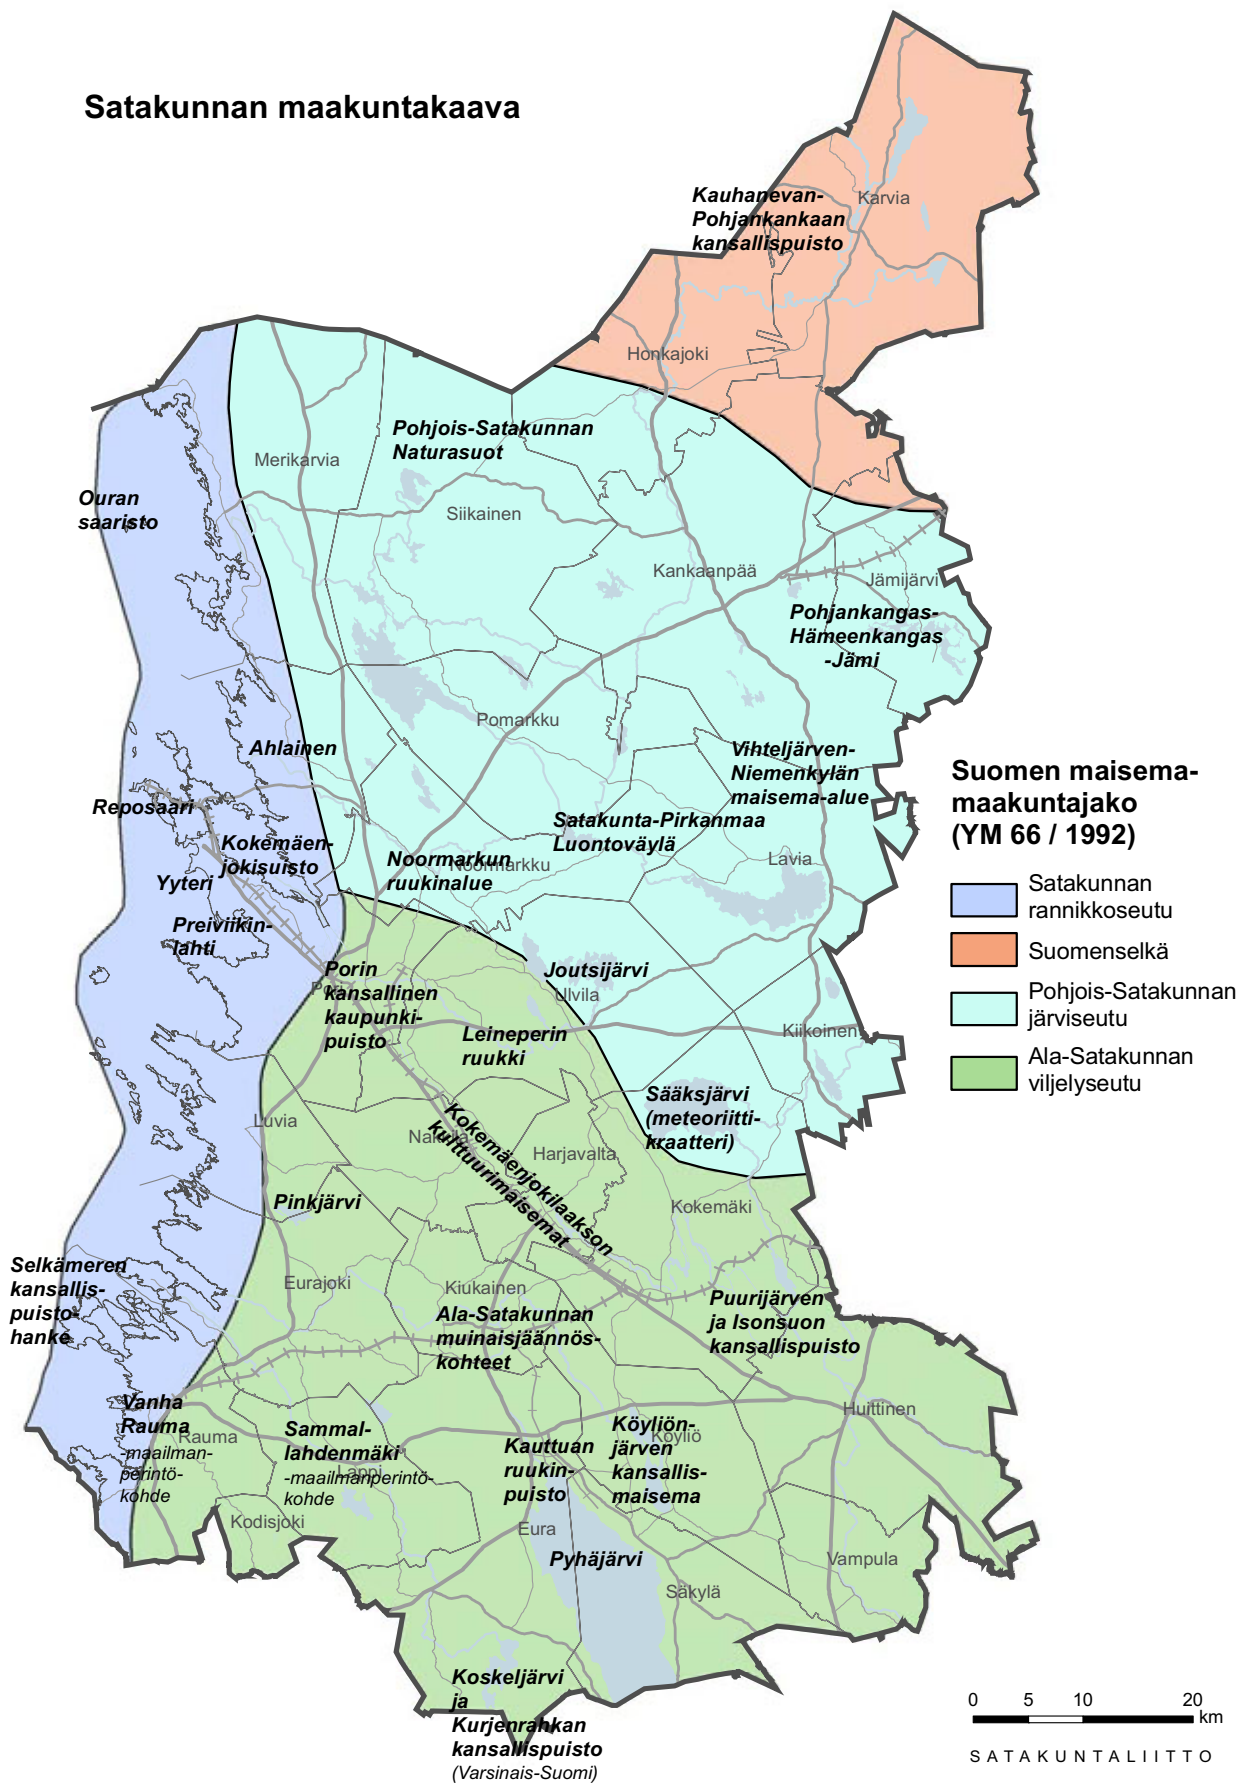 Satakunnan maakuntakaava
Kauhanevan-
Pohjankankaan
kansallispuisto
Karvia
Honkajoki
Pohjois-Satakunnan
Naturasuot
Merikarvia
Ouran
saaristo
Siikainen
Kankaanpää
Jämijärvi
Pohjankangas-
Hämeenkangas
-Jämi
Pomarkku
Ahlainen
Vihteljärven-
Niemenkylän
maisema-alue
Reposaari
Satakunta-Pirkanmaa
Luontoväylä
Kokemäen-
jokisuisto
Noormarkun
ruukinalue
Noormarkku
Lavia
Yyteri
Preiviikin-
lahti
Porin
kansallinen
kaupunki-
puisto
Pori
Joutsijärvi
Ulvila
Leineperin
ruukki
Kiikoinen
Sääksjärvi
(meteoriitti-
kraatteri)
Luvia
Nakkila
Kokemäenjokilaakson
kulttuurimaisemat
Harjavalta
Pinkjärvi
Kokemäki
Selkämeren
kansallis-
puisto-
hanke
Eurajoki
Kiukainen
Ala-Satakunnan
muinaisjäännös-
kohteet
Puurijärven
ja Isonsuon
kansallispuisto
Vanha
Rauma
-maailman-
perintö-
kohde
Rauma
Sammal-
lahdenmäki
-maailmanperintö-
kohde
Lappi
Kauttuan
ruukin-
puisto
Köyliön-
järven
kansallis-
maisema
Köyliö
Huittinen
Kodisjoki
Eura
Pyhäjärvi
Vampula
Säkylä
Koskeljärvi
ja
Kurjenrahkan
kansallispuisto
(Varsinais-Suomi)
Suomen maisema-
maakuntajako
(YM 66 / 1992)
Satakunnan
rannikkoseutu
Suomenselkä
Pohjois-Satakunnan
järviseutu
Ala-Satakunnan
viljelyseutu
0 5 10 20
km
SATAKUNTALIITTO